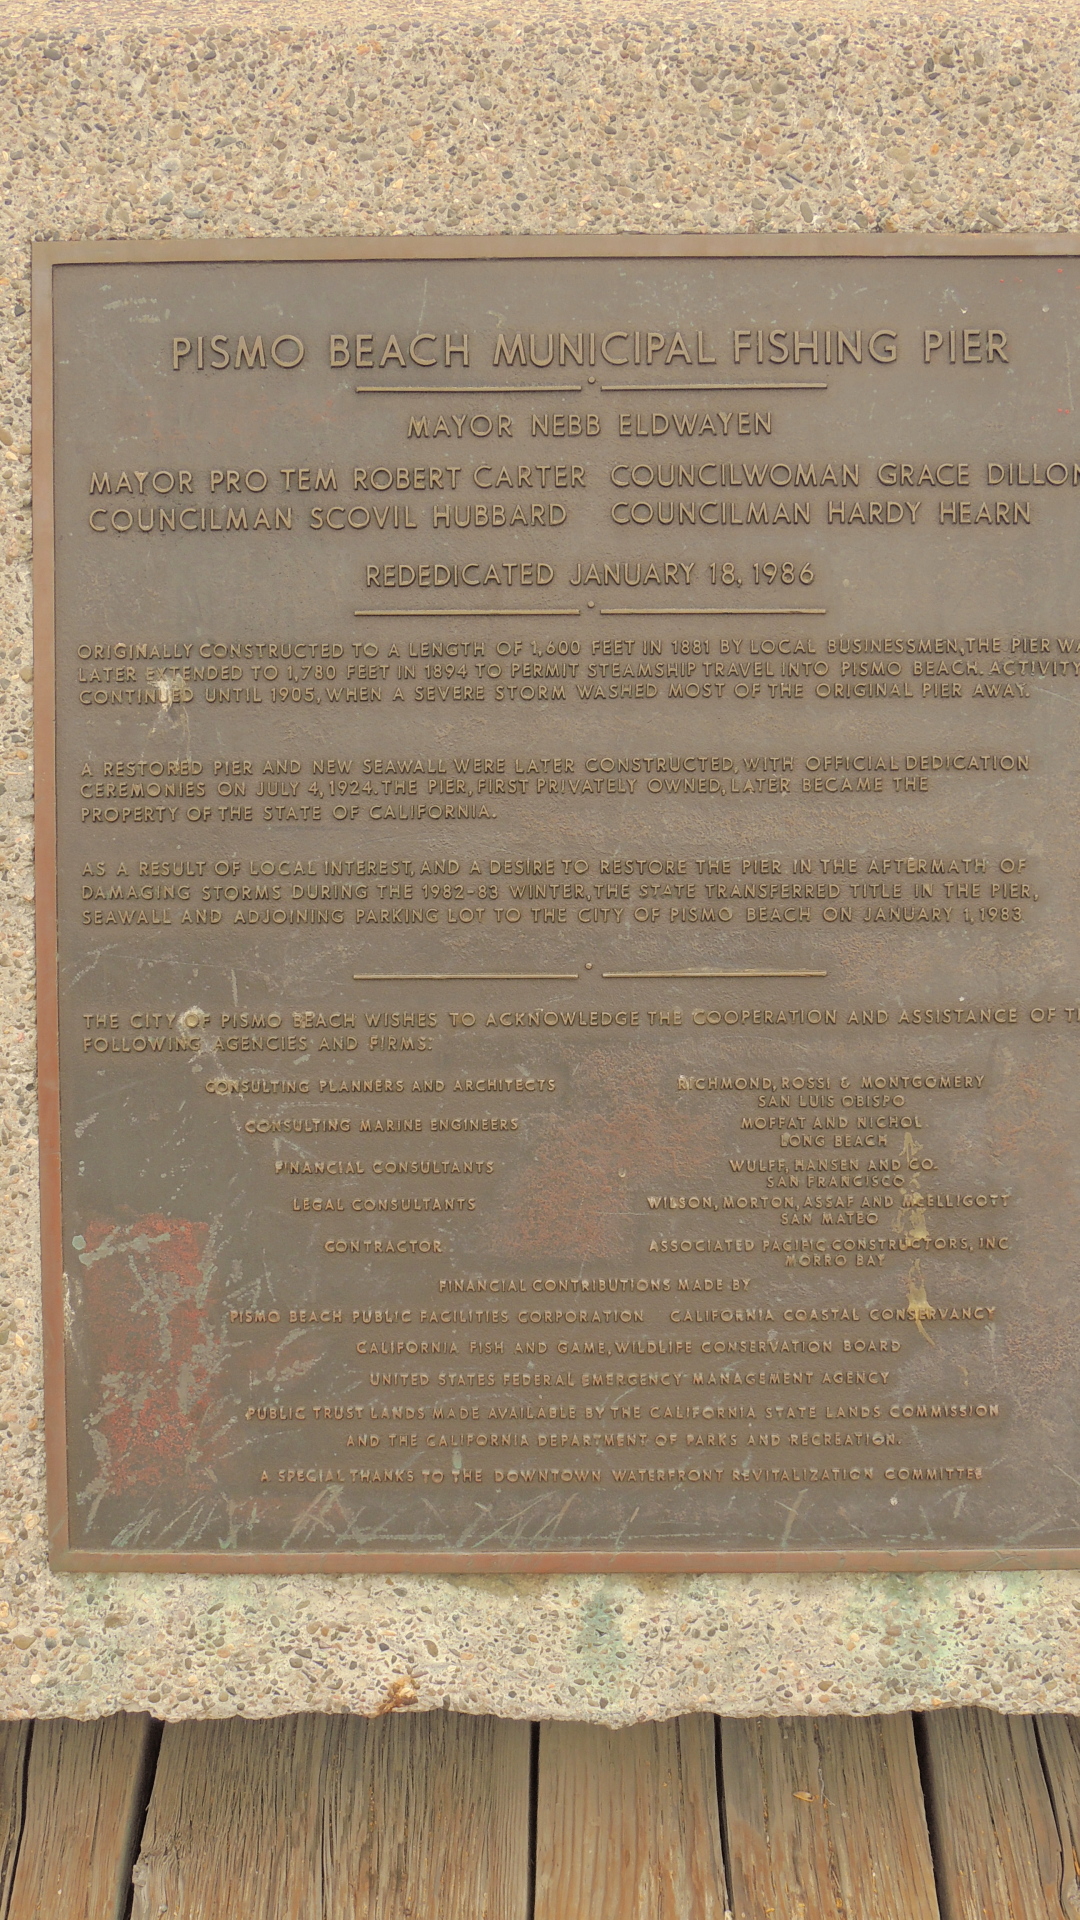 PISMO BEACH MUNICIPAL FISHING PIER
MAYOR NEBB ELDWAYEN
MAYOR PRO TEM ROBERT CARTER COUNCILWOMAN GRACE DILLON
COUNCILMAN SCOVIL HUBBARD COUNCILMAN HARDY HEARN
REDEDICATED JANUARY 18, 1986
ORIGINALLY CONSTRUCTED TO A LENGTH OF 1,600 FEET IN 1881 BY LOCAL BUSINESSMEN, THE PIER WA
LATER EXTENDED TO 1,780 FEET IN 1894 TO PERMIT STEAMSHIP TRAVEL INTO PISMO BEACH. ACTIVITY
CONTINED UNTIL 1905, WHEN A SEVERE STORM WASHED MOST OF THE ORIGINAL PIER AWAY.
A RESTORED PIER AND NEW SEAWALL WERE LATER CONSTRUCTED, WITH OFFICIAL DEDICATION
CEREMONIES ON JULY 4, 1924. THE PIER, FIRST PRIVATELY OWNED, LATER BECAME THE
PROPERTY OF THE STATE OF CALIFORNIA.
AS A RESULT OF LOCAL INTEREST, AND A DESIRE TO RESTORE THE PIER IN THE AFTERMATH OF
DAMAGING STORMS DURING THE 1982-83 WINTER, THE STATE TRANSFERRED TITLE IN THE PIER,
SEAWALL AND ADJOINING PARKING LOT TO THE CITY OF PISMO BEACH ON JANUARY 1, 1983
THE CITY OF PISMO BEACH WISHES TO ACKNOWLEDGE THE COOPERATION AND ASSISTANCE OF TH
FOLLOWING AGENCIES AND FIRMS:
CONSULTING PLANNERS AND ARCHITECTS RICHMOND, ROSSI & MONTGOMERY
SAN LUIS OBISPO
CONSULTING MARINE ENGINEERS MOFFAT AND NICHOL
LONG BEACH
FINANCIAL CONSULTANTS WULFF, HANSEN AND CO.
SAN FRANCISCO
LEGAL CONSULTANTS WILSON, MORTON, ASSAF AND MCELLIGOTT
SAN MATEO
CONTRACTOR ASSOCIATED PACIFIC CONSTRUCTORS, INC
MORRO BAY
FINANCIAL CONTRIBUTIONS MADE BY
PISMO BEACH PUBLIC FACILITIES CORPORATION CALIFORNIA COASTAL CONSERVANCY
CALIFORNIA FISH AND GAME, WILDLIFE CONSERVATION BOARD
UNITED STATES FEDERAL EMERGENCY MANAGEMENT AGENCY
PUBLIC TRUST LANDS MADE AVAILABLE BY THE CALIFORNIA STATE LANDS COMMISSION
AND THE CALIFORNIA DEPARTMENT OF PARKS AND RECREATION.
A SPECIAL THANKS TO THE DOWNTOWN WATERFRONT REVITALIZATION COMMITTEE